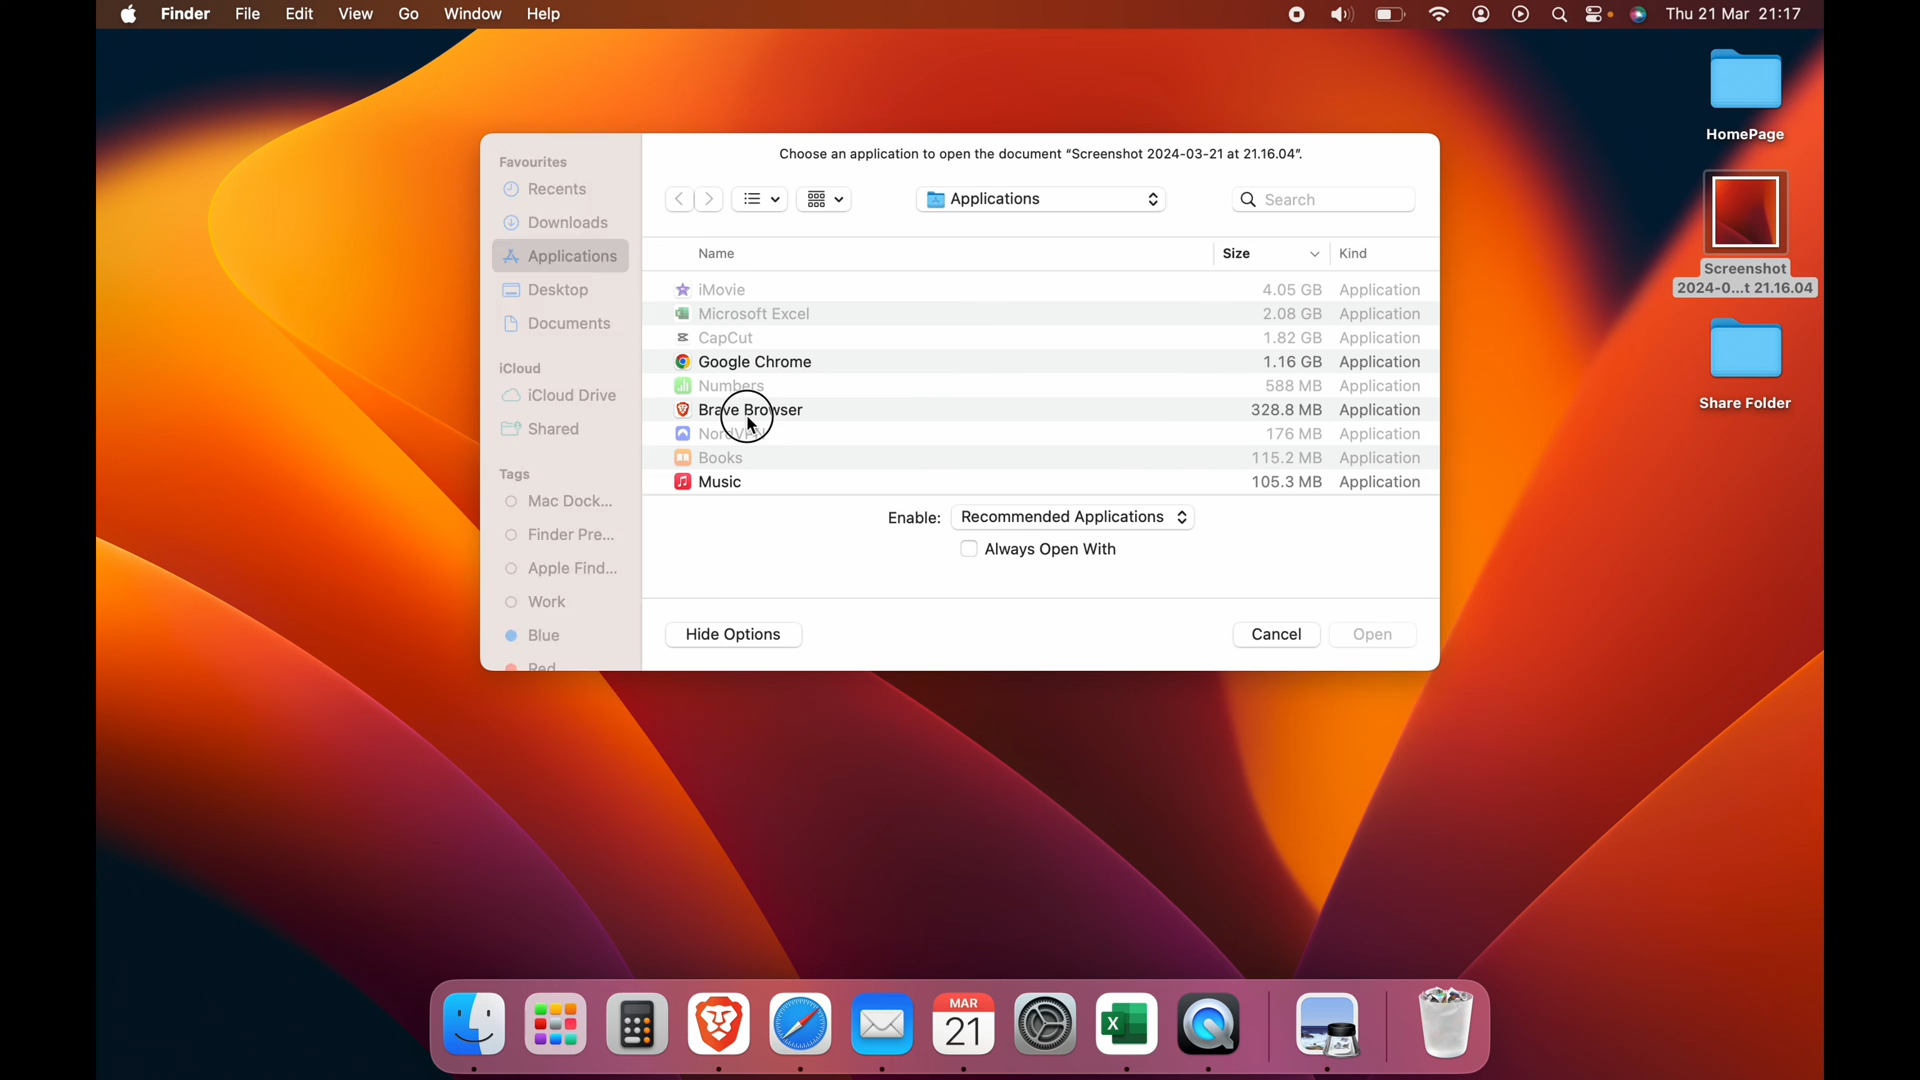 Finder File Edit View Go Window Help Thu 21 Mar 21:17
HomePage
Screenshot
2024-0...t 21.16.04
Share Folder
Choose an application to open the document “Screenshot 2024-03-21 at 21.16.04”.
Favourites
Recents
Downloads
Applications
Desktop
Documents
iCloud
iCloud Drive
Shared
Tags
Mac Dock...
Finder Pre...
Apple Find...
Work
Blue
Red
Applications
Search
Name Size Kind
iMovie 4.05 GB Application
Microsoft Excel 2.08 GB Application
CapCut 1.82 GB Application
Google Chrome 1.16 GB Application
Numbers 588 MB Application
Brave Browser 328.8 MB Application
NordVPN 176 MB Application
Books 115.2 MB Application
Music 105.3 MB Application
Enable: Recommended Applications
Always Open With
Hide Options Cancel Open
MAR
21
X